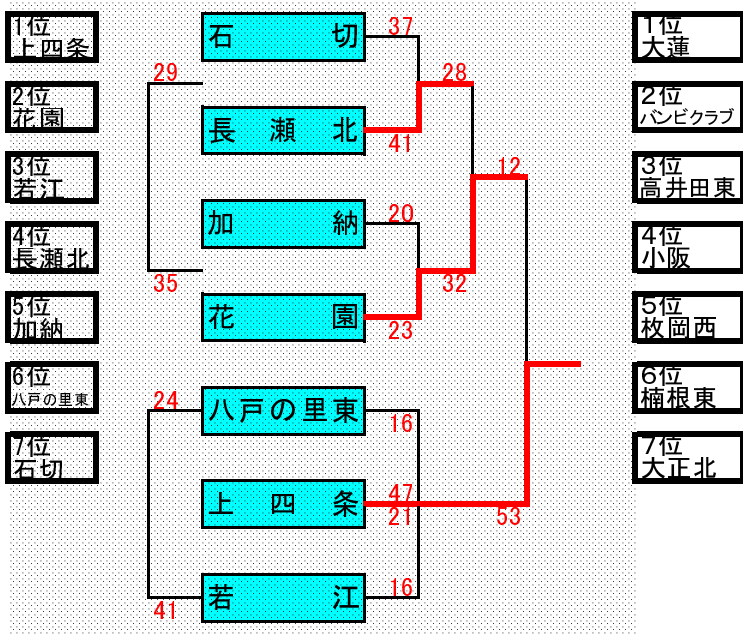 1位
上四条
2位
花園
3位
若江
4位
長瀬北
5位
加納
6位
八戸の里東
7位
石切
石切
37
29
28
長瀬北
41
12
加納
20
35
32
花園
23
24
八戸の里東
16
上四条
47
21
53
若江
16
41
1位
大蓮
2位
バンビクラブ
3位
高井田東
4位
小阪
5位
枚岡西
6位
楠根東
7位
大正北